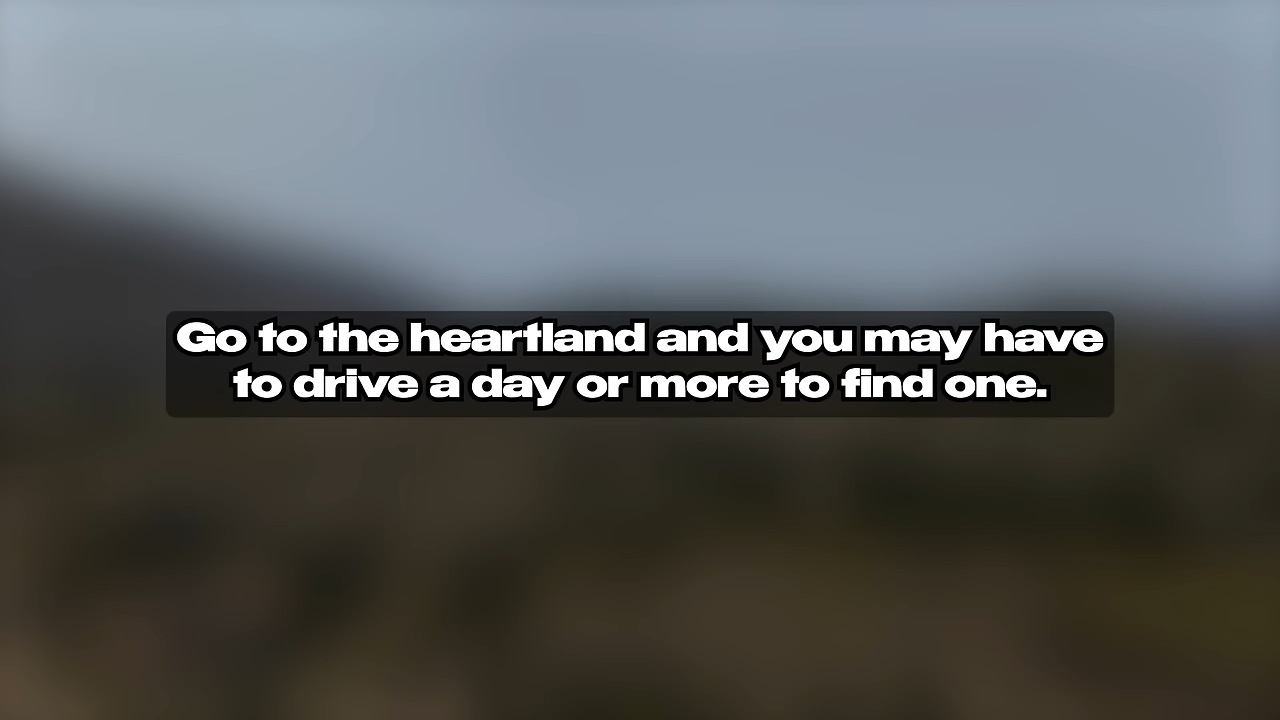 Go to the heartland and you may have
to drive a day or more to find one.